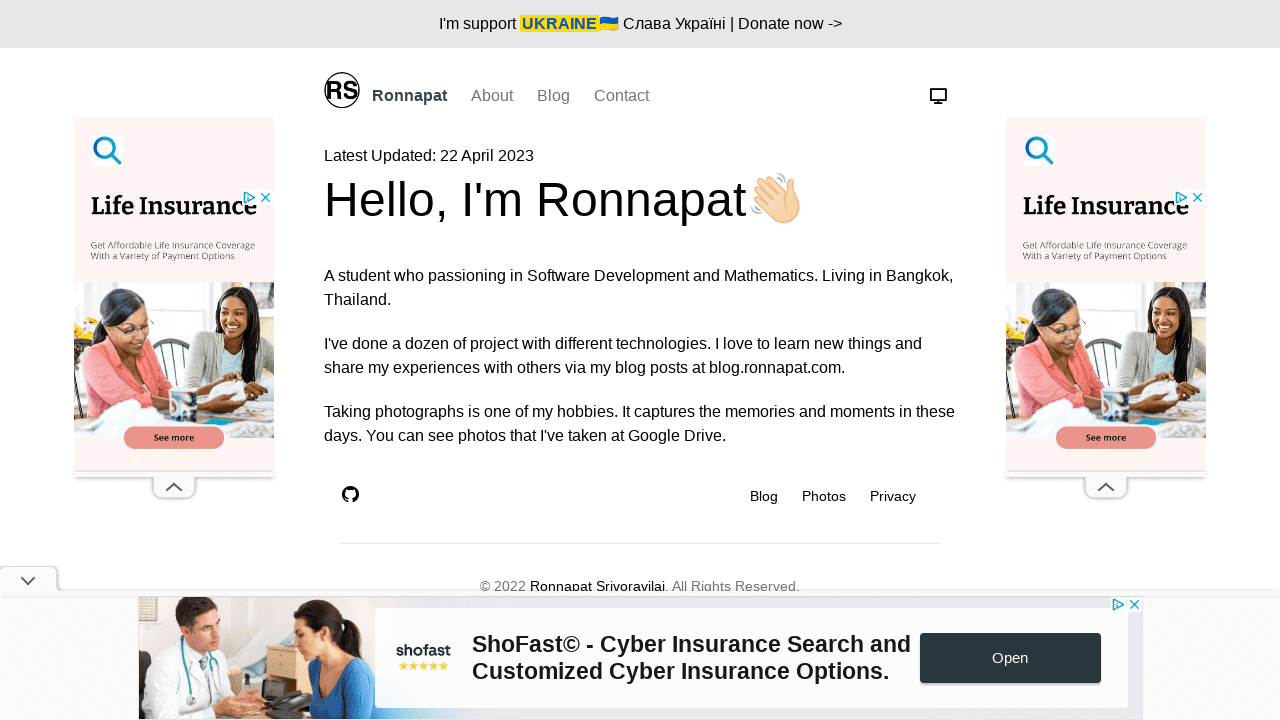 I'm support UKRAINE🇺🇦 Слава Україні | Donate now ->
RS Ronnapat About Blog Contact
Latest Updated: 22 April 2023
Hello, I'm Ronnapat👋🏼
A student who passioning in Software Development and Mathematics. Living in Bangkok,
Thailand.
I've done a dozen of project with different technologies. I love to learn new things and
share my experiences with others via my blog posts at blog.ronnapat.com.
Taking photographs is one of my hobbies. It captures the memories and moments in these
days. You can see photos that I've taken at Google Drive.
Blog Photos Privacy
© 2022 Ronnapat Srivoravilai. All Rights Reserved.
Life Insurance
Get Affordable Life Insurance Coverage
With a Variety of Payment Options
See more
Life Insurance
Get Affordable Life Insurance Coverage
With a Variety of Payment Options
See more
shofast
ShoFast© - Cyber Insurance Search and
Customized Cyber Insurance Options.
Open